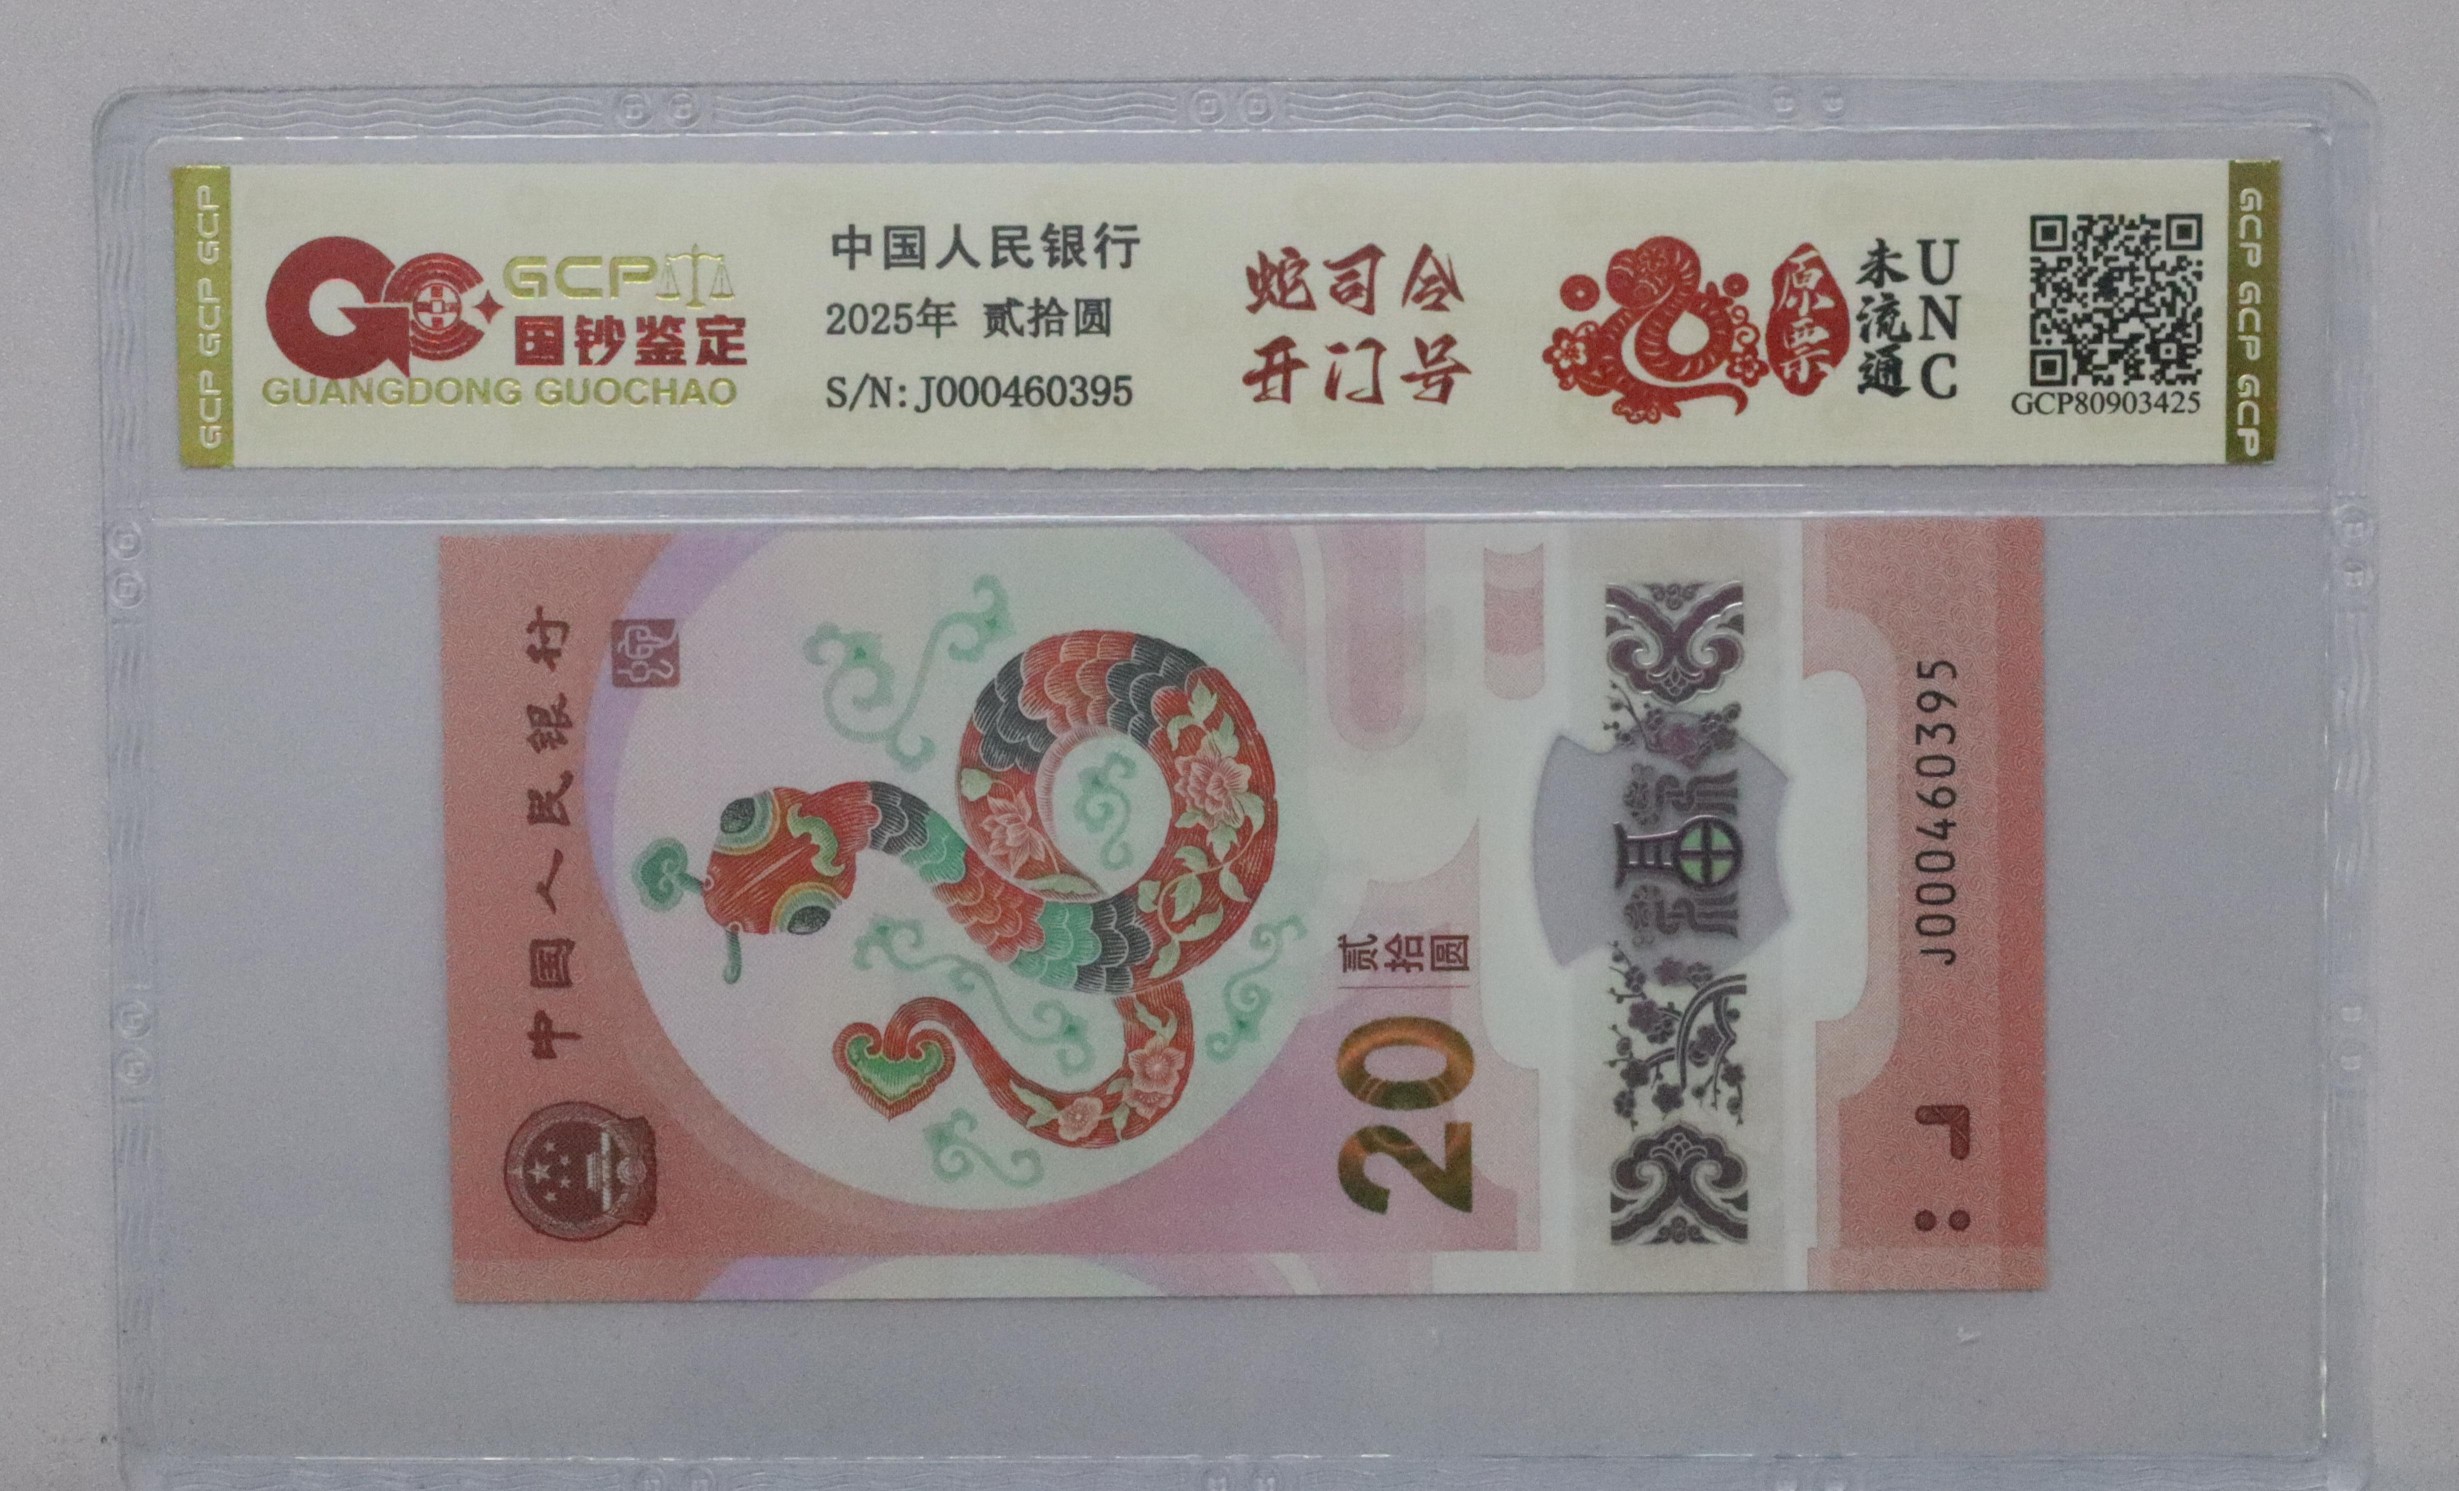 GCP GCP GCP
GCP
国钞鉴定
GUANGDONG GUOCHAO
中国人民银行
2025年 贰拾圆
S/N: J000460395
蛇司令
开门号
原票
未流通
UNC
GCP80903425
GCP GCP GCP
中国人民银行
贰拾圆
20
J000460395